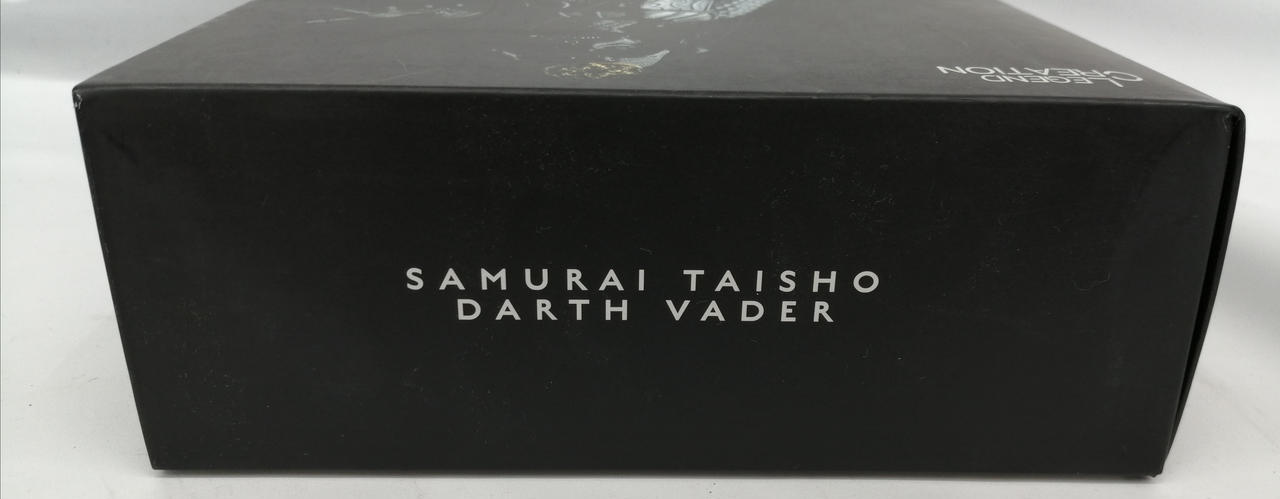 LEGEND
CREATION
SAMURAI TAISHO
DARTH VADER